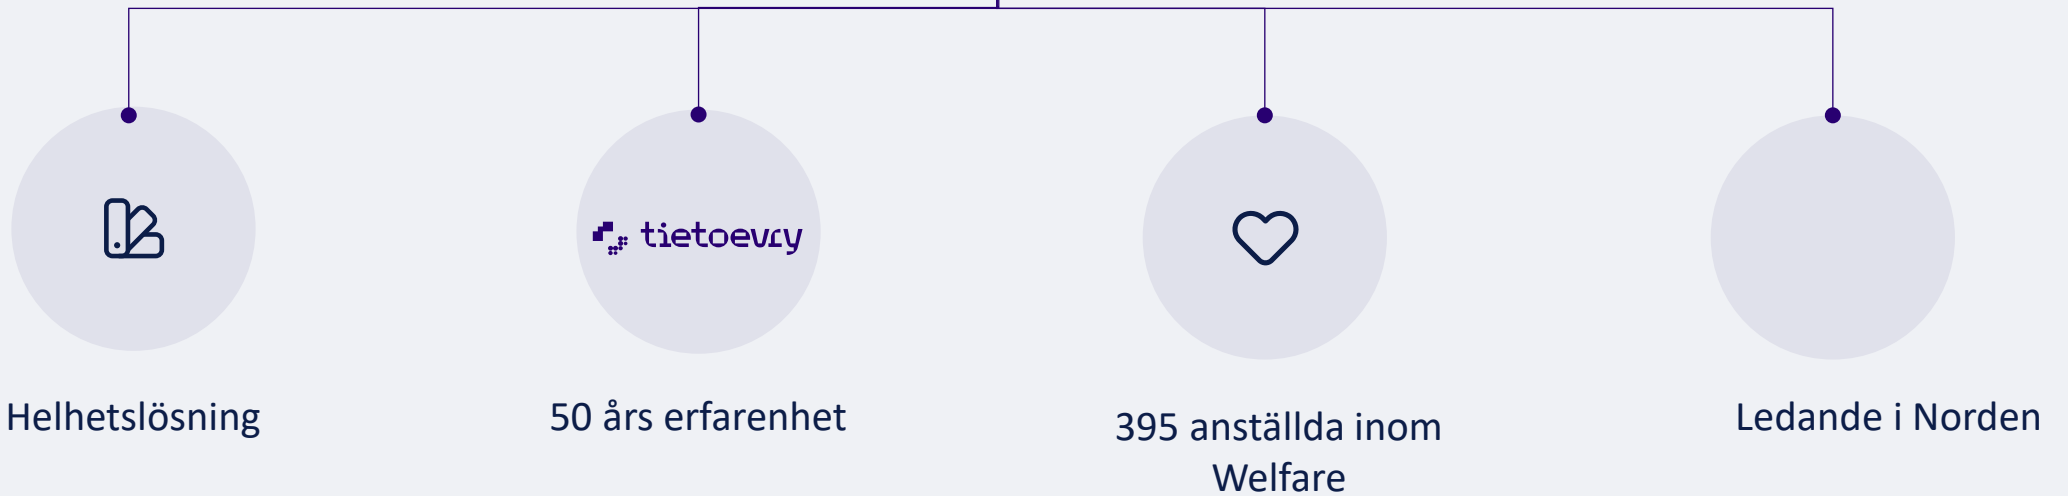 tietoevry
Helhetslösning
50 års erfarenhet
395 anställda inom
Welfare
Ledande i Norden